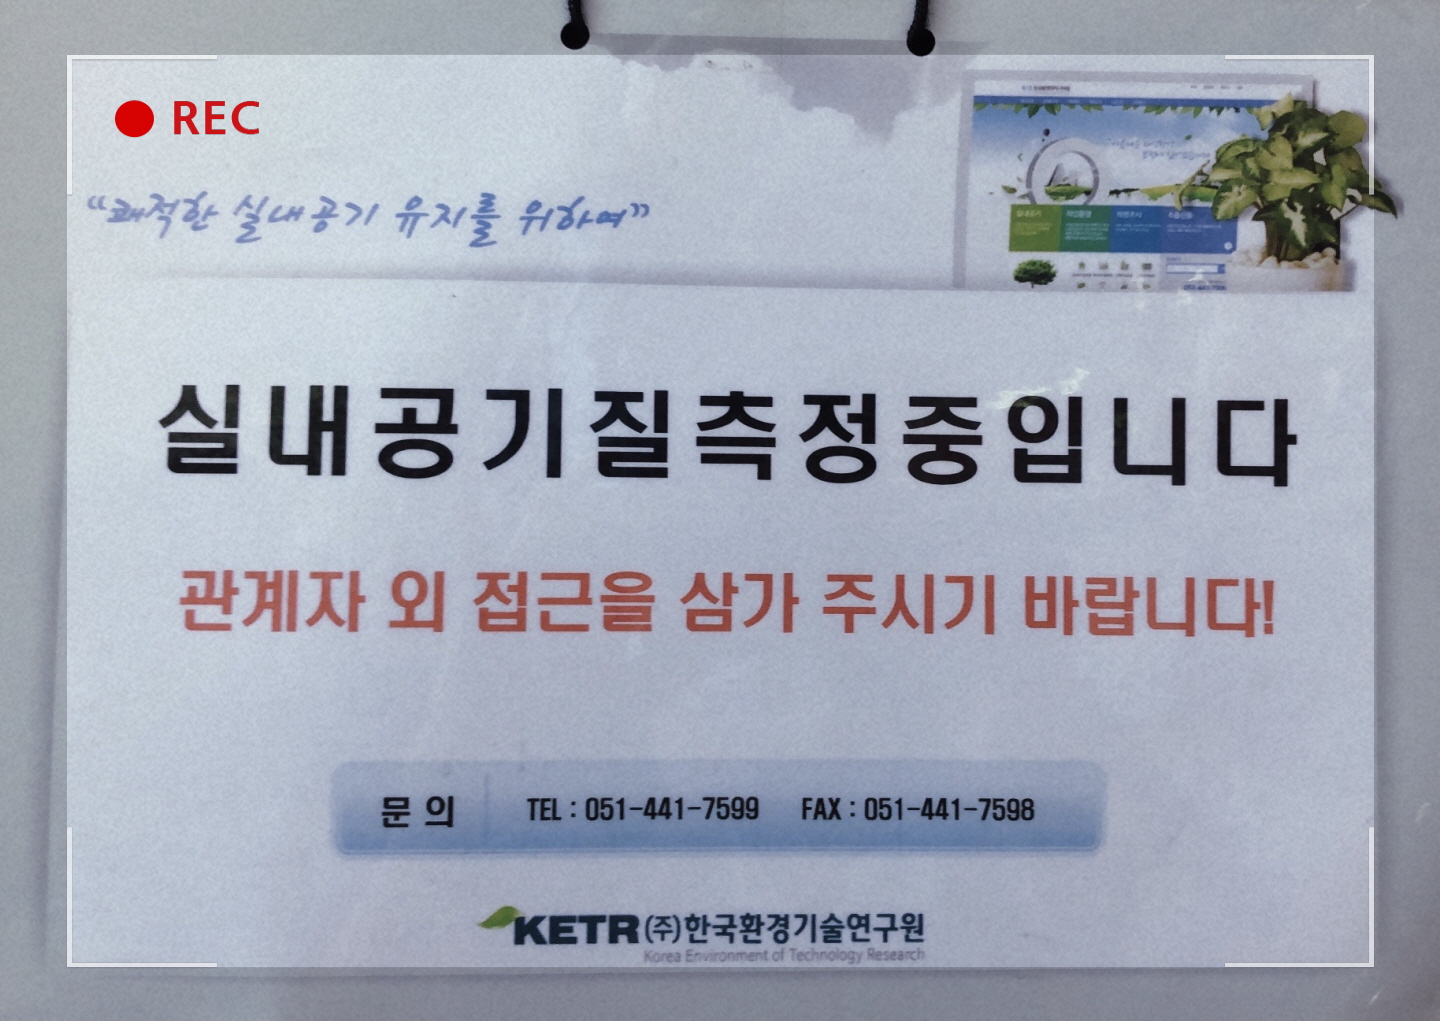 REC
“쾌적한 실내공기 유지를 위하여”
실내공기질측정중입니다
관계자 외 접근을 삼가 주시기 바랍니다!
문 의 TEL : 051-441-7599 FAX : 051-441-7598
KETR (주)한국환경기술연구원
Korea Environment of Technology Research